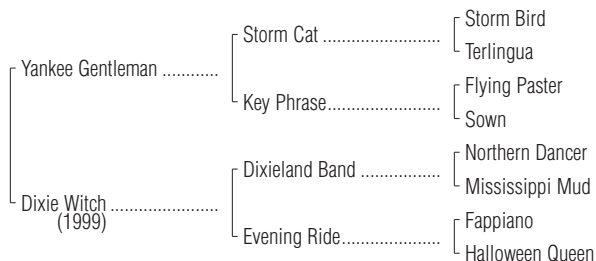 Storm Bird
Storm Cat ........................
Terlingua
Yankee Gentleman ............
Flying Paster
Key Phrase.......................
Sown
Northern Dancer
Dixieland Band ................
Mississippi Mud
Dixie Witch ......................
(1999)
Fappiano
Evening Ride....................
Halloween Queen